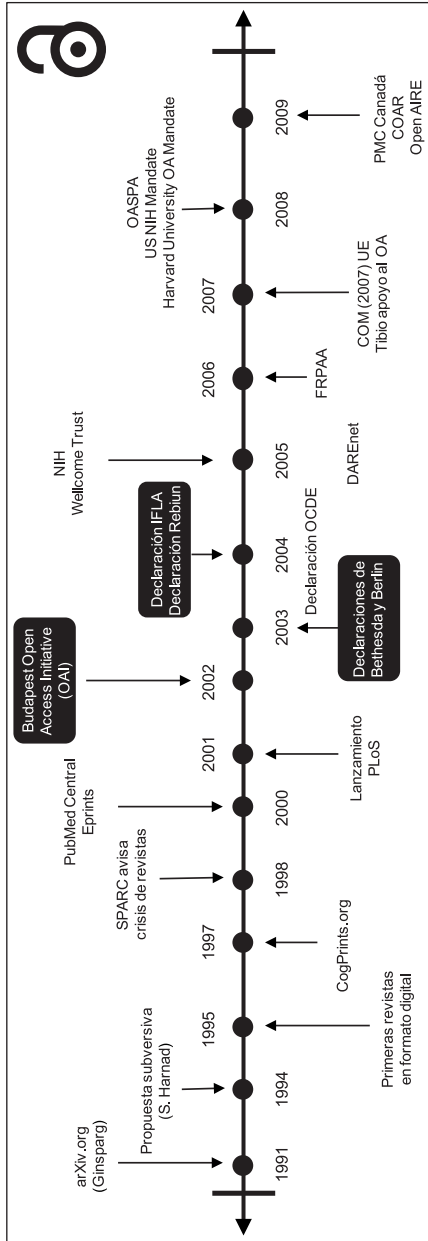 arXiv.org
(Ginsparg)
1991
Propuesta subversiva
(S. Harnad)
1994
1995
Primeras revistas
en formato digital
1997
CogPrints.org
SPARC avisa
crisis de revistas
1998
PubMed Central
Eprints
2000
2001
Lanzamiento
PLoS
Budapest Open
Access Initiative
(OAI)
2002
2003
Declaraciones de
Bethesda y Berlin
Declaración IFLA
Declaración Rebiun
2004
Declaración OCDE
NIH
Wellcome Trust
2005
DAREnet
2006
FRPAA
2007
COM (2007) UE
Tibio apoyo al OA
OASPA
US NIH Mandate
Harvard University OA Mandate
2008
2009
PMC Canadá
COAR
Open AIRE